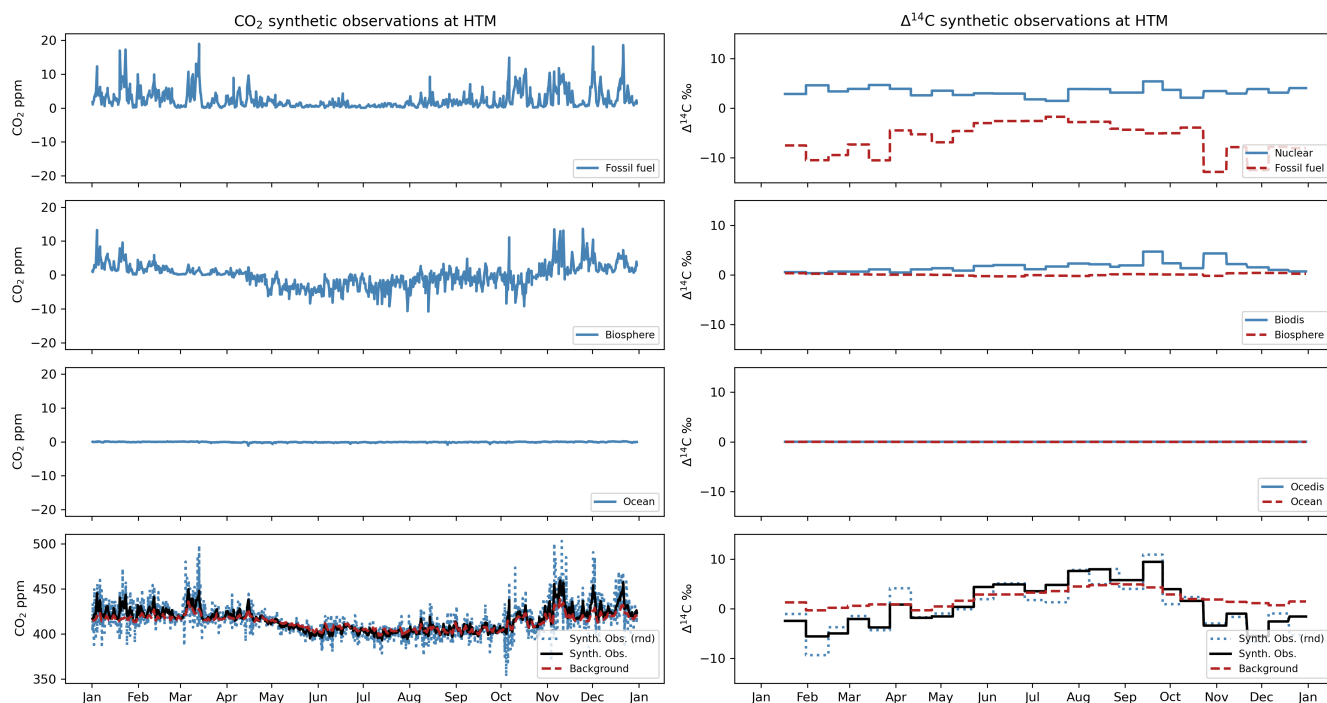 CO₂ synthetic observations at HTM
Δ¹⁴C synthetic observations at HTM
20
10
0
−10
−20
CO₂ ppm
Fossil fuel
10
0
−10
Δ¹⁴C ‰
Nuclear
Fossil fuel
20
10
0
−10
−20
CO₂ ppm
Biosphere
10
0
−10
Δ¹⁴C ‰
Biodis
Biosphere
20
10
0
−10
−20
CO₂ ppm
Ocean
10
0
−10
Δ¹⁴C ‰
Ocedis
Ocean
500
450
400
350
CO₂ ppm
Synth. Obs. (rnd)
Synth. Obs.
Background
Jan Feb Mar Apr May Jun Jul Aug Sep Oct Nov Dec Jan
10
0
−10
Δ¹⁴C ‰
Synth. Obs. (rnd)
Synth. Obs.
Background
Jan Feb Mar Apr May Jun Jul Aug Sep Oct Nov Dec Jan